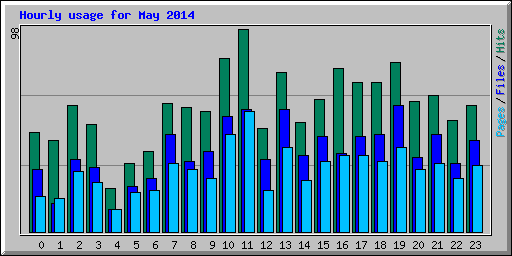 Hourly usage for May 2014
98
Pages / Files / Hits
0 1 2 3 4 5 6 7 8 9 10 11 12 13 14 15 16 17 18 19 20 21 22 23